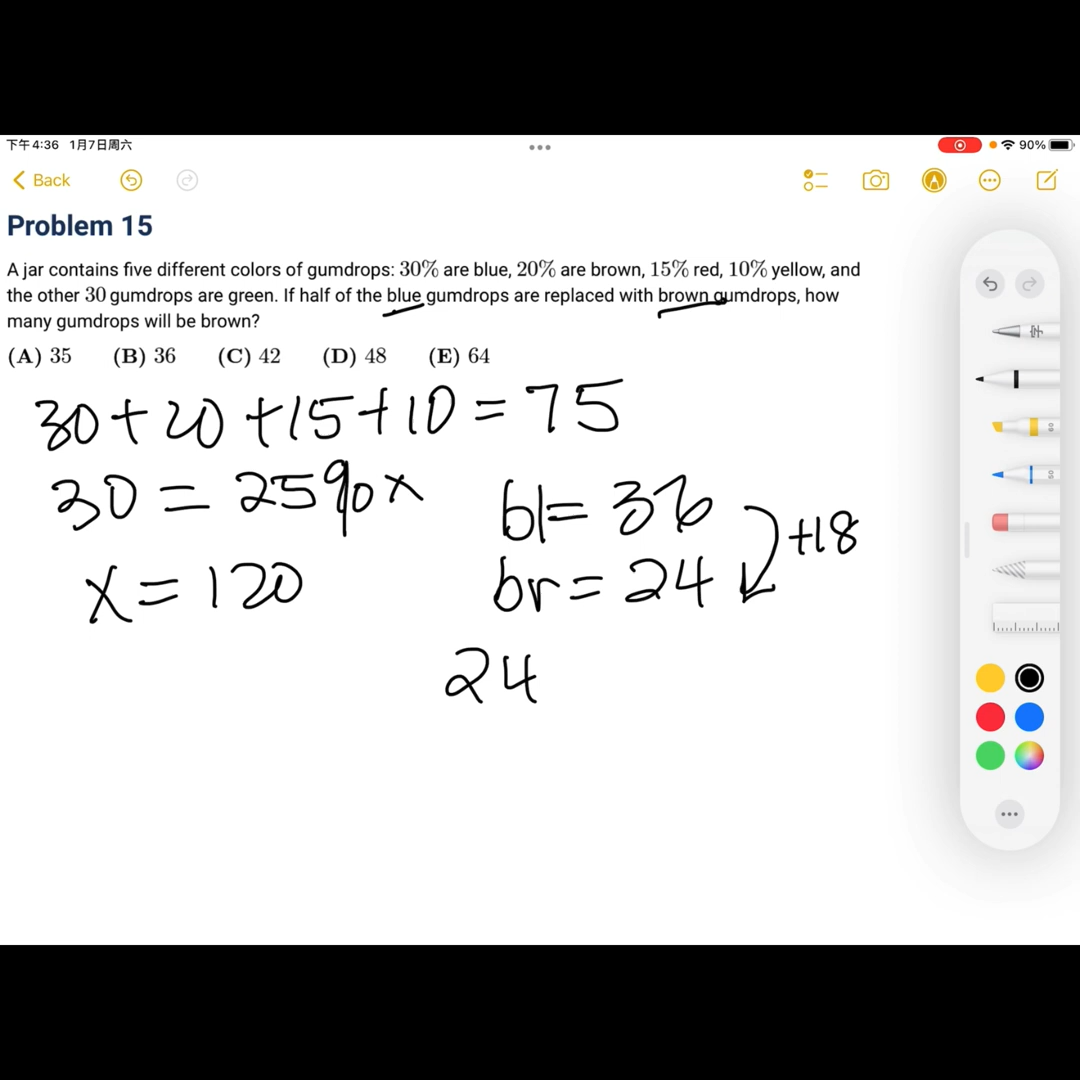 下午4:36 1月7日周六
90%
Back
Problem 15
A jar contains five different colors of gumdrops: 30% are blue, 20% are brown, 15% red, 10% yellow, and
the other 30 gumdrops are green. If half of the blue gumdrops are replaced with brown gumdrops, how
many gumdrops will be brown?
(A) 35 (B) 36 (C) 42 (D) 48 (E) 64
30+20+15+10=75
30=25%x
bl=36
+18
x=120
br=24
24